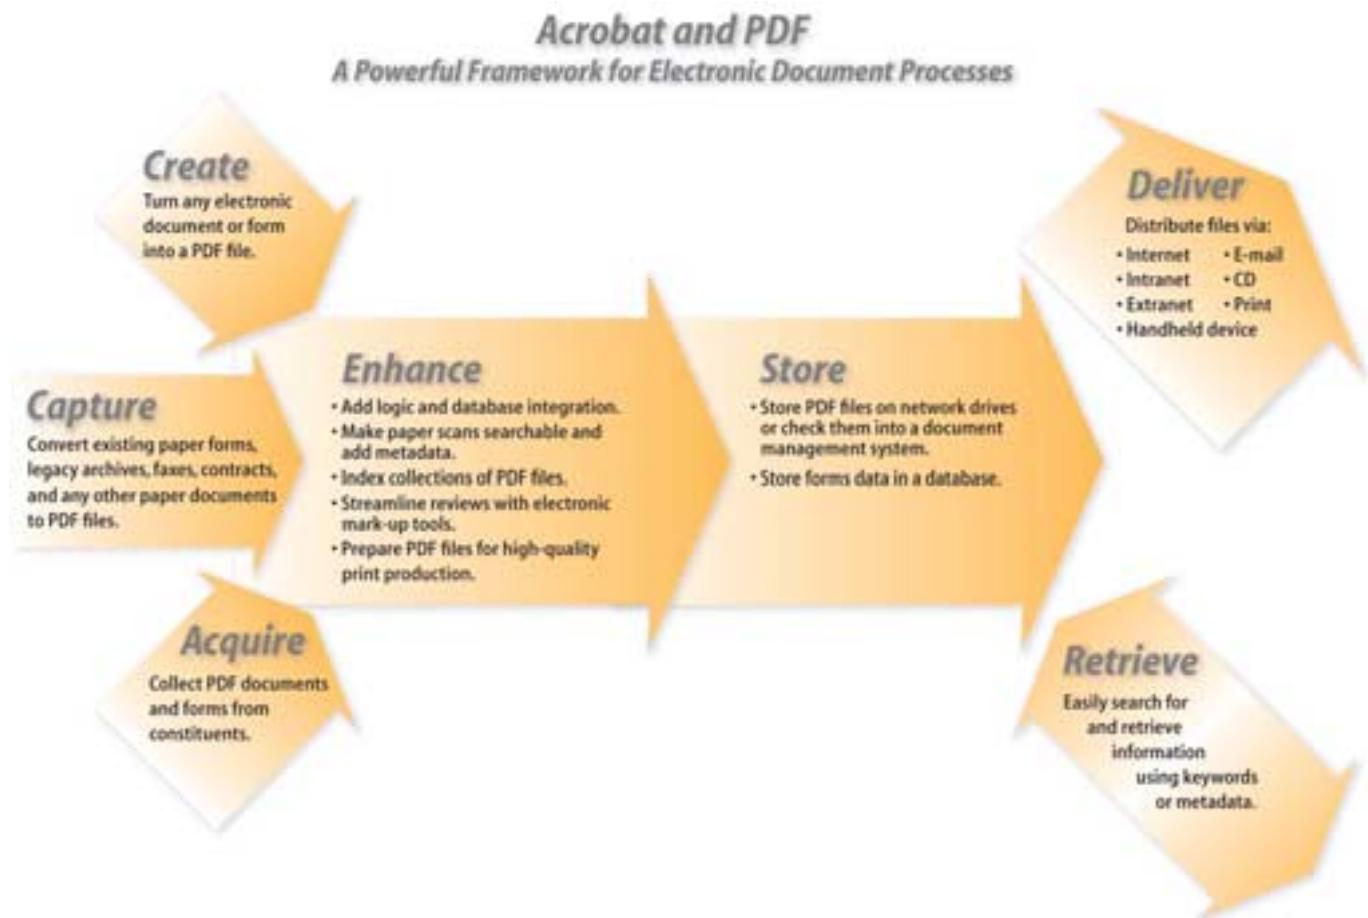 Acrobat and PDF
A Powerful Framework for Electronic Document Processes
Create
Turn any electronic
document or form
into a PDF file.
Capture
Convert existing paper forms,
legacy archives, faxes, contracts,
and any other paper documents
to PDF files.
Acquire
Collect PDF documents
and forms from
constituents.
Enhance
• Add logic and database integration.
• Make paper scans searchable and
add metadata.
• Index collections of PDF files.
• Streamline reviews with electronic
mark-up tools.
• Prepare PDF files for high-quality
print production.
Store
• Store PDF files on network drives
or check them into a document
management system.
• Store forms data in a database.
Deliver
Distribute files via:
• Internet • E-mail
• Intranet • CD
• Extranet • Print
• Handheld device
Retrieve
Easily search for
and retrieve
information
using keywords
or metadata.